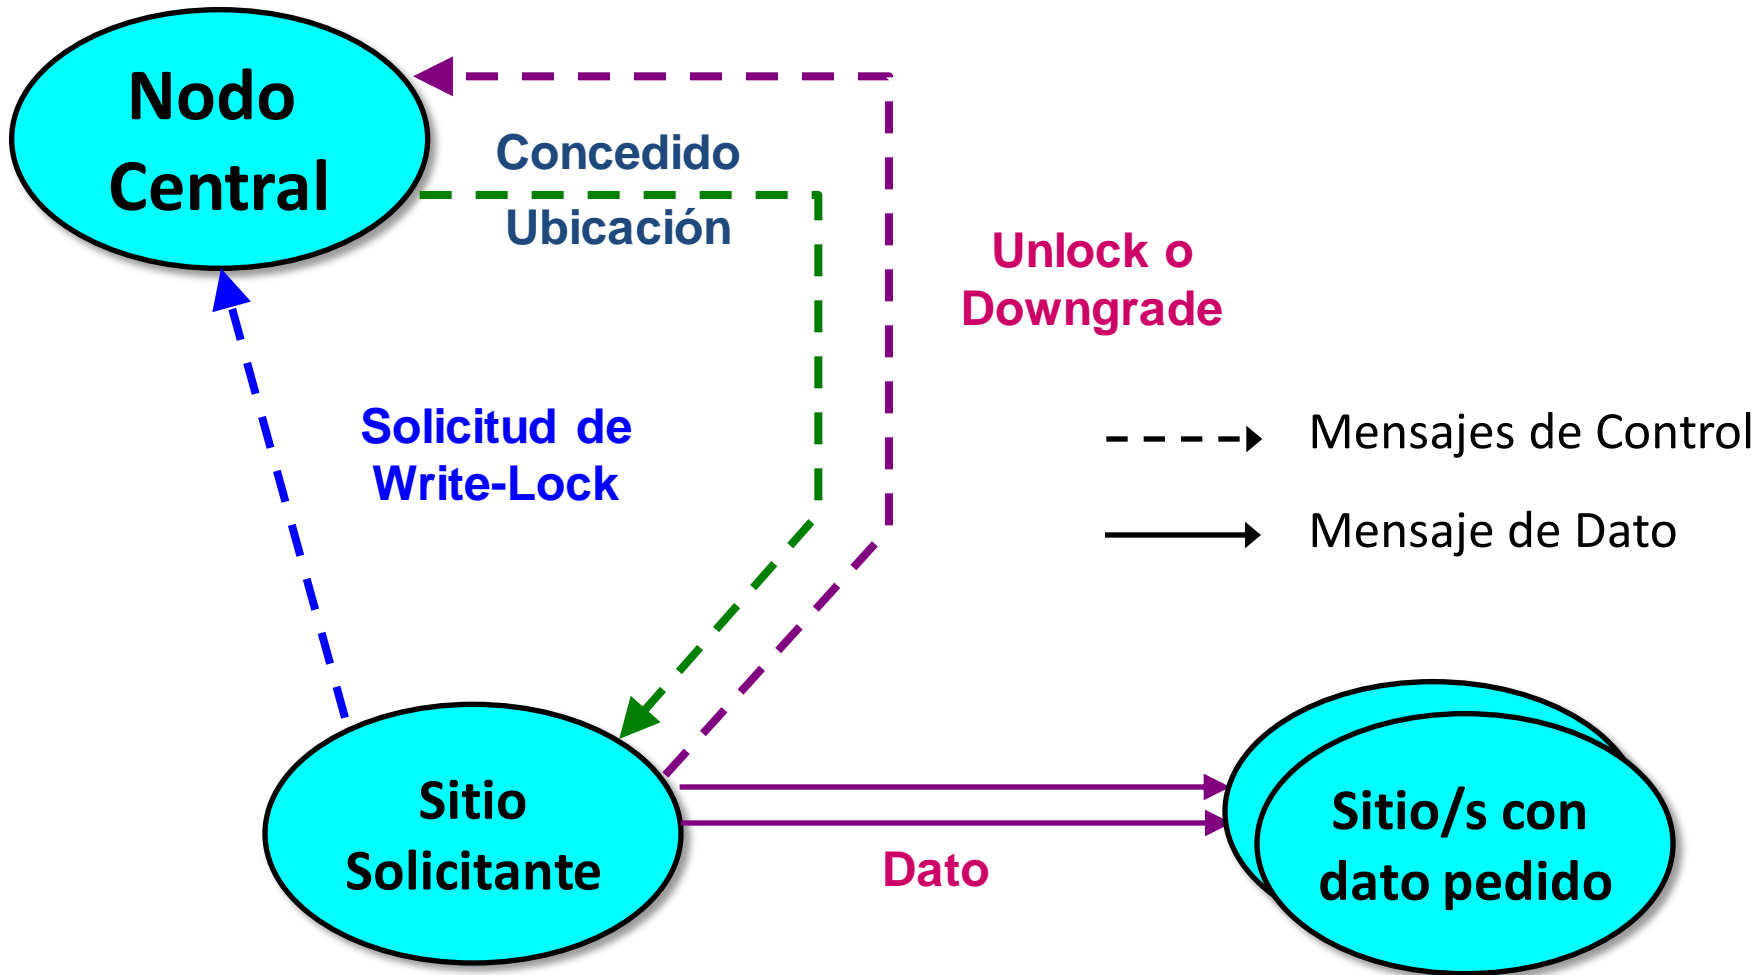 Nodo
Central
Concedido
Ubicación
Unlock o
Downgrade
Solicitud de
Write-Lock
Mensajes de Control
Mensaje de Dato
Sitio
Solicitante
Dato
Sitio/s con
dato pedido